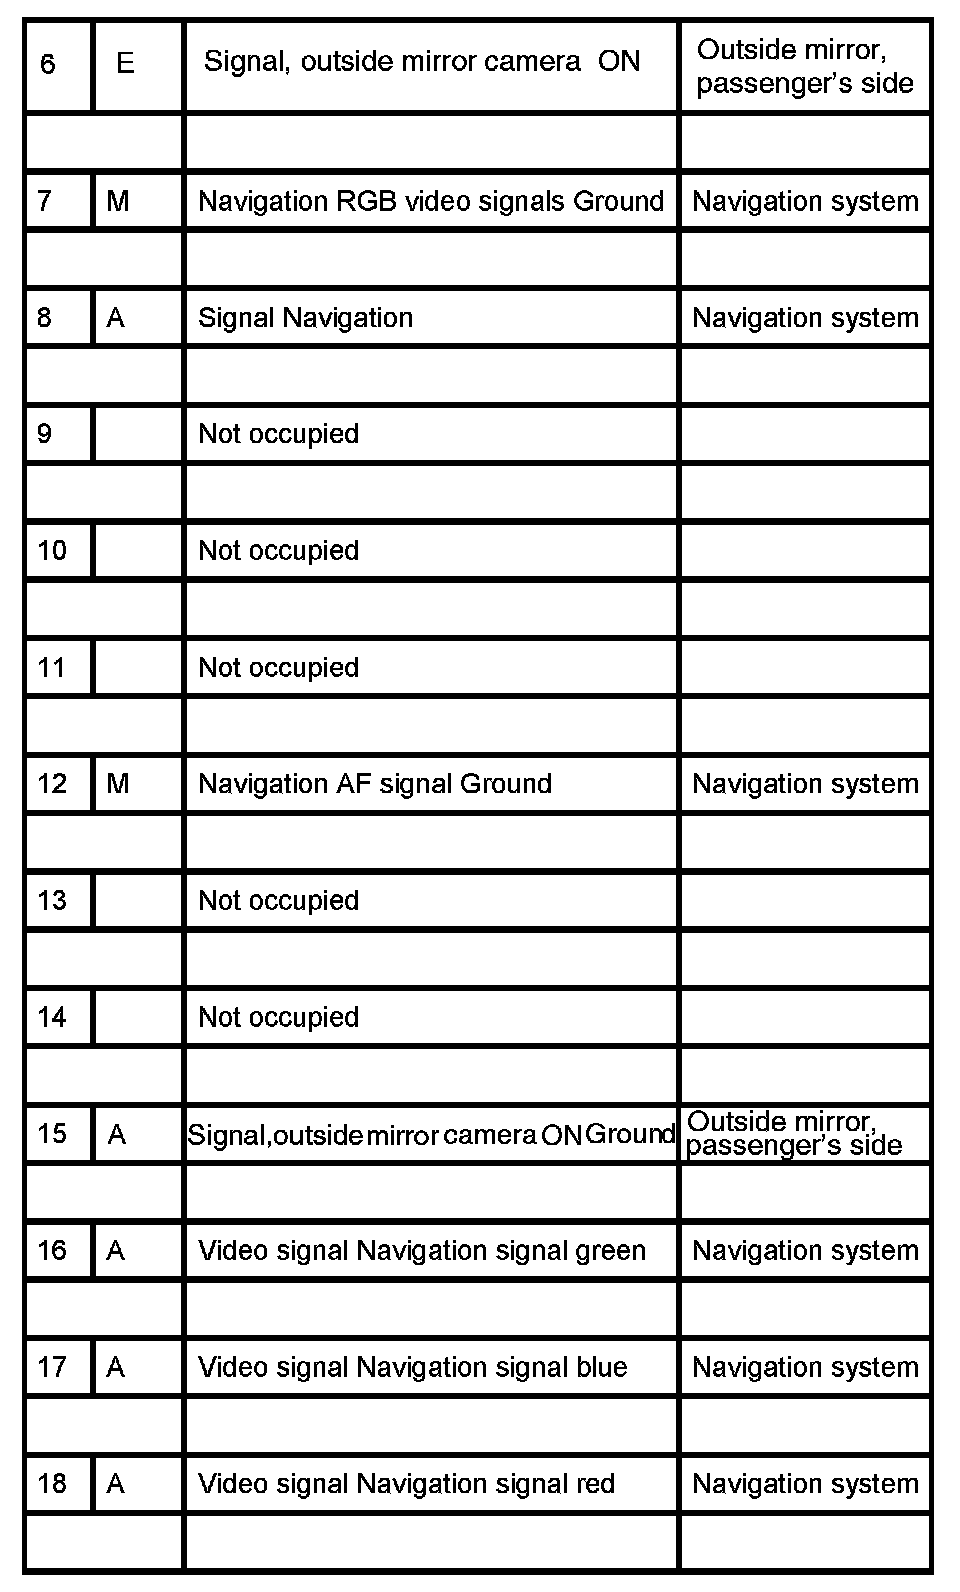 6 E Signal, outside mirror camera ON Outside mirror,
passenger's side
7 M Navigation RGB video signals Ground Navigation system
8 A Signal Navigation Navigation system
9 Not occupied
10 Not occupied
11 Not occupied
12 M Navigation AF signal Ground Navigation system
13 Not occupied
14 Not occupied
15 A Signal, outside mirror camera ON Ground Outside mirror,
passenger's side
16 A Video signal Navigation signal green Navigation system
17 A Video signal Navigation signal blue Navigation system
18 A Video signal Navigation signal red Navigation system